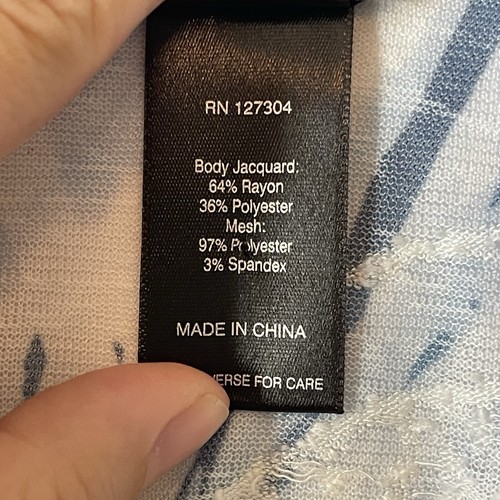 RN 127304
Body Jacquard:
64% Rayon
36% Polyester
Mesh:
97% Polyester
3% Spandex
MADE IN CHINA
VERSE FOR CARE